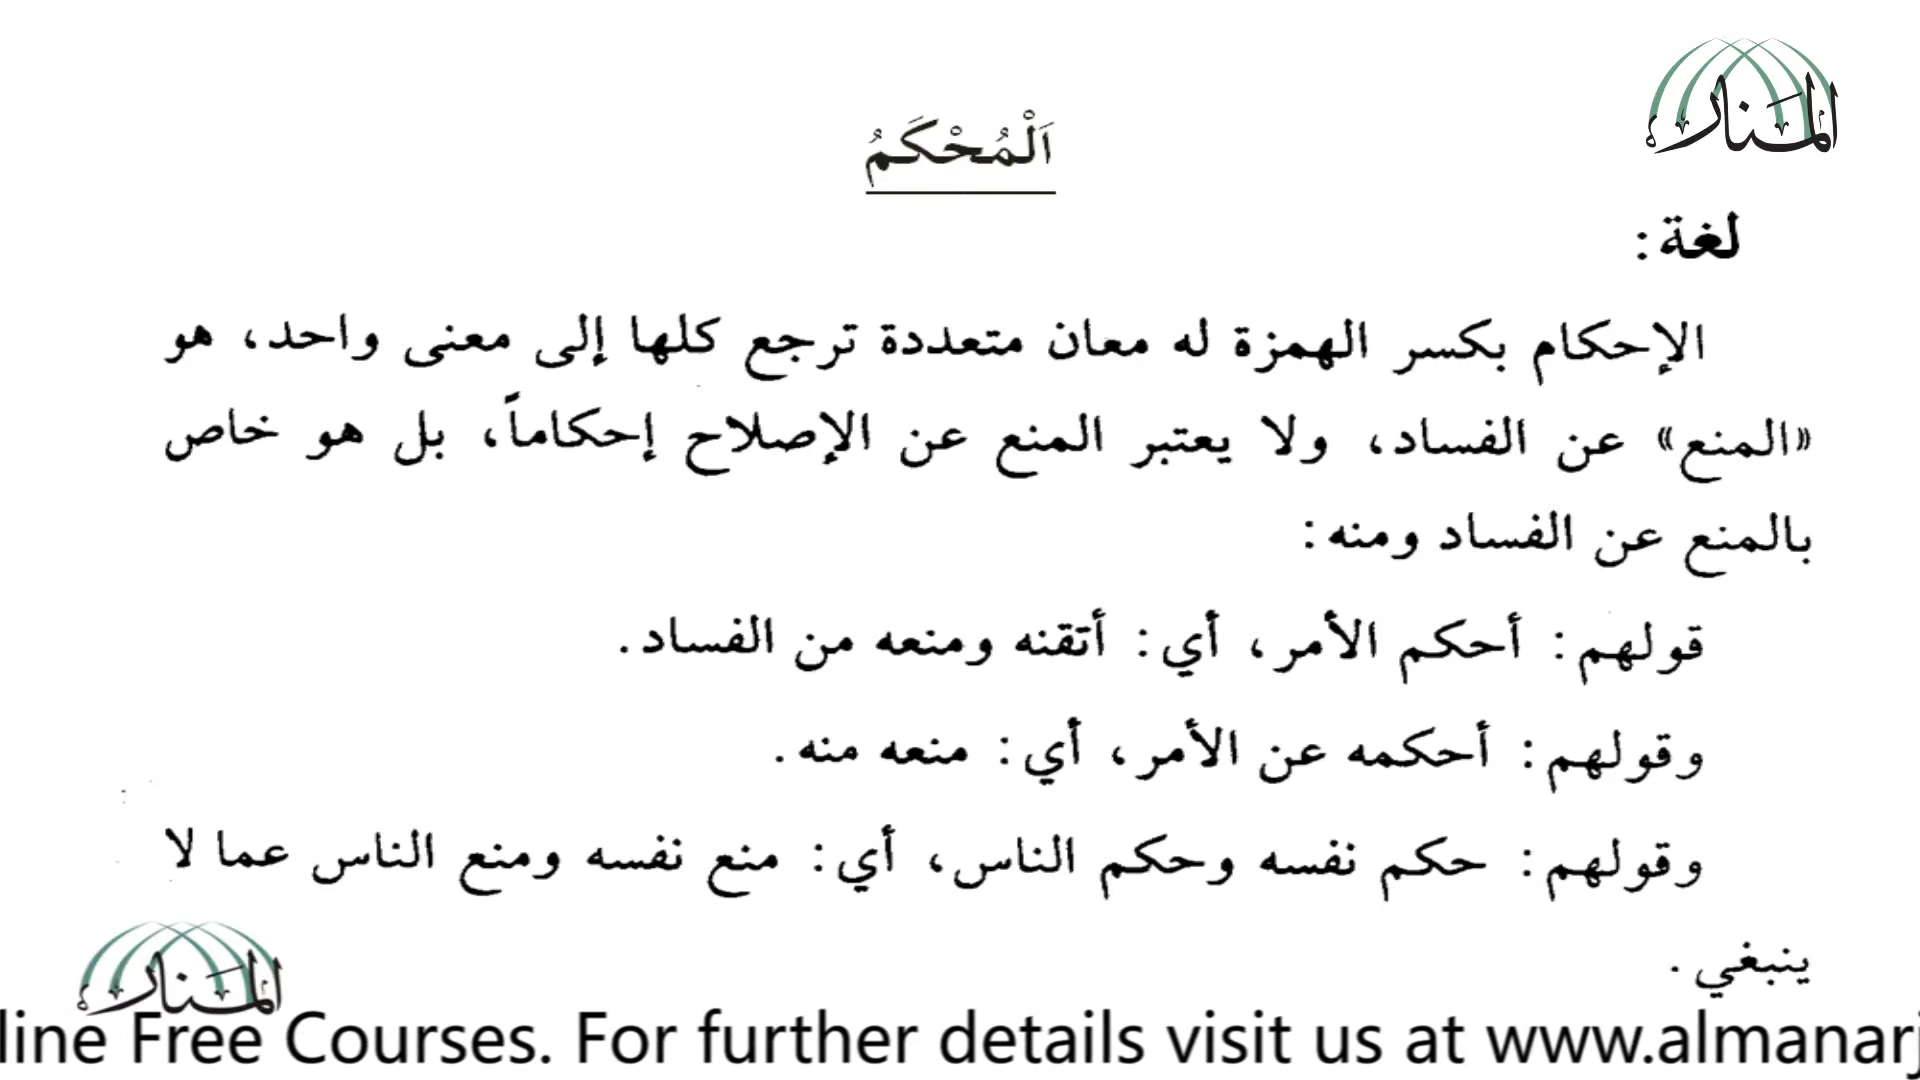 المنار
اَلْمُحْكَمُ
لغة:
الإحكام بكسر الهمزة له معان متعددة ترجع كلها إلى معنى واحد، هو
«المنع» عن الفساد، ولا يعتبر المنع عن الإصلاح إحكاماً، بل هو خاص
بالمنع عن الفساد ومنه:
قولهم: أحكم الأمر، أي: أتقنه ومنعه من الفساد.
وقولهم: أحكمه عن الأمر، أي: منعه منه.
وقولهم: حكم نفسه وحكم الناس، أي: منع نفسه ومنع الناس عما لا
ينبغي.
المنار
line Free Courses. For further details visit us at www.almanarj